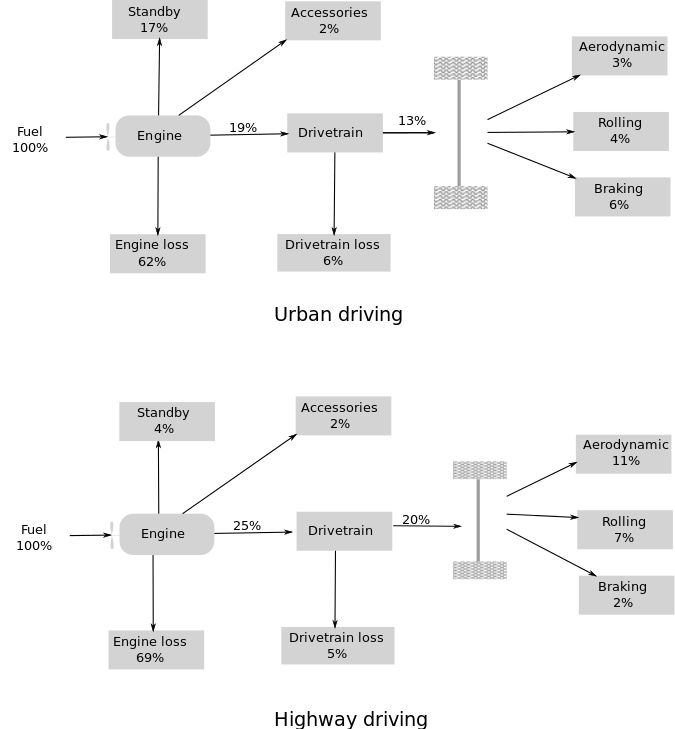 Standby
17%
Accessories
2%
Aerodynamic
3%
Fuel
100%
Engine
19%
Drivetrain
13%
Rolling
4%
Braking
6%
Engine loss
62%
Drivetrain loss
6%
Urban driving
Standby
4%
Accessories
2%
Aerodynamic
11%
Fuel
100%
Engine
25%
Drivetrain
20%
Rolling
7%
Braking
2%
Engine loss
69%
Drivetrain loss
5%
Highway driving